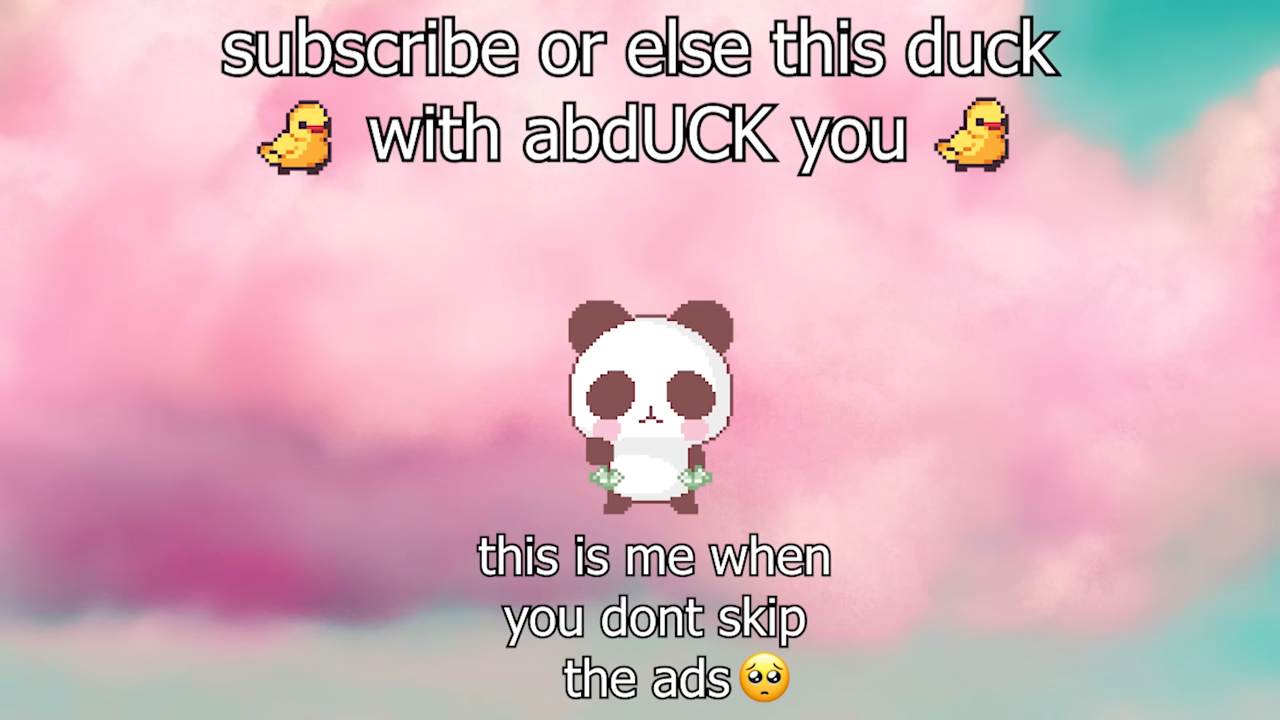 subscribe or else this duck
with abdUCK you
this is me when
you dont skip
the ads🥺